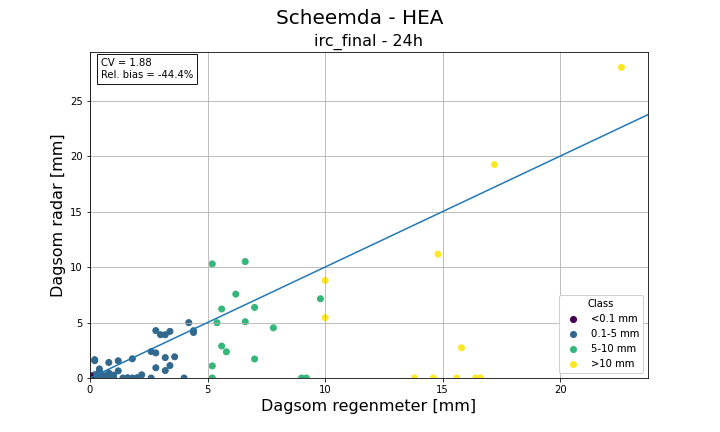 Scheemda - HEA
irc_final - 24h
CV = 1.88
Rel. bias = -44.4%
Dagsom radar [mm]
25
20
15
10
5
0
0 5 10 15 20
Dagsom regenmeter [mm]
Class
<0.1 mm
0.1-5 mm
5-10 mm
>10 mm